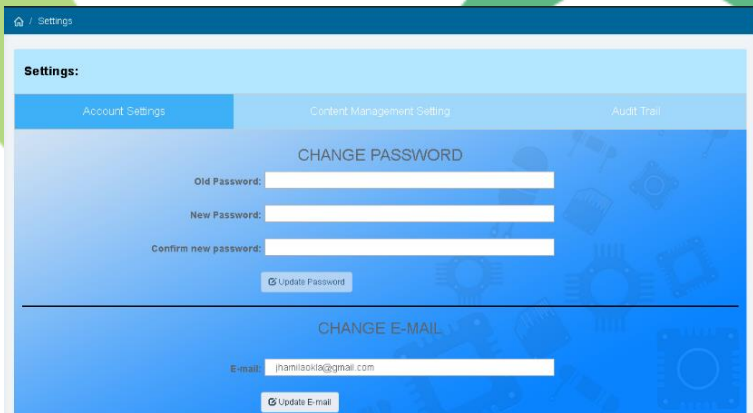 / Settings
Settings:
Account Settings Content Management Setting Audit Trail
CHANGE PASSWORD
Old Password:
New Password:
Confirm new password:
Update Password
CHANGE E-MAIL
E-mail: jhamilaokla@gmail.com
Update E-mail